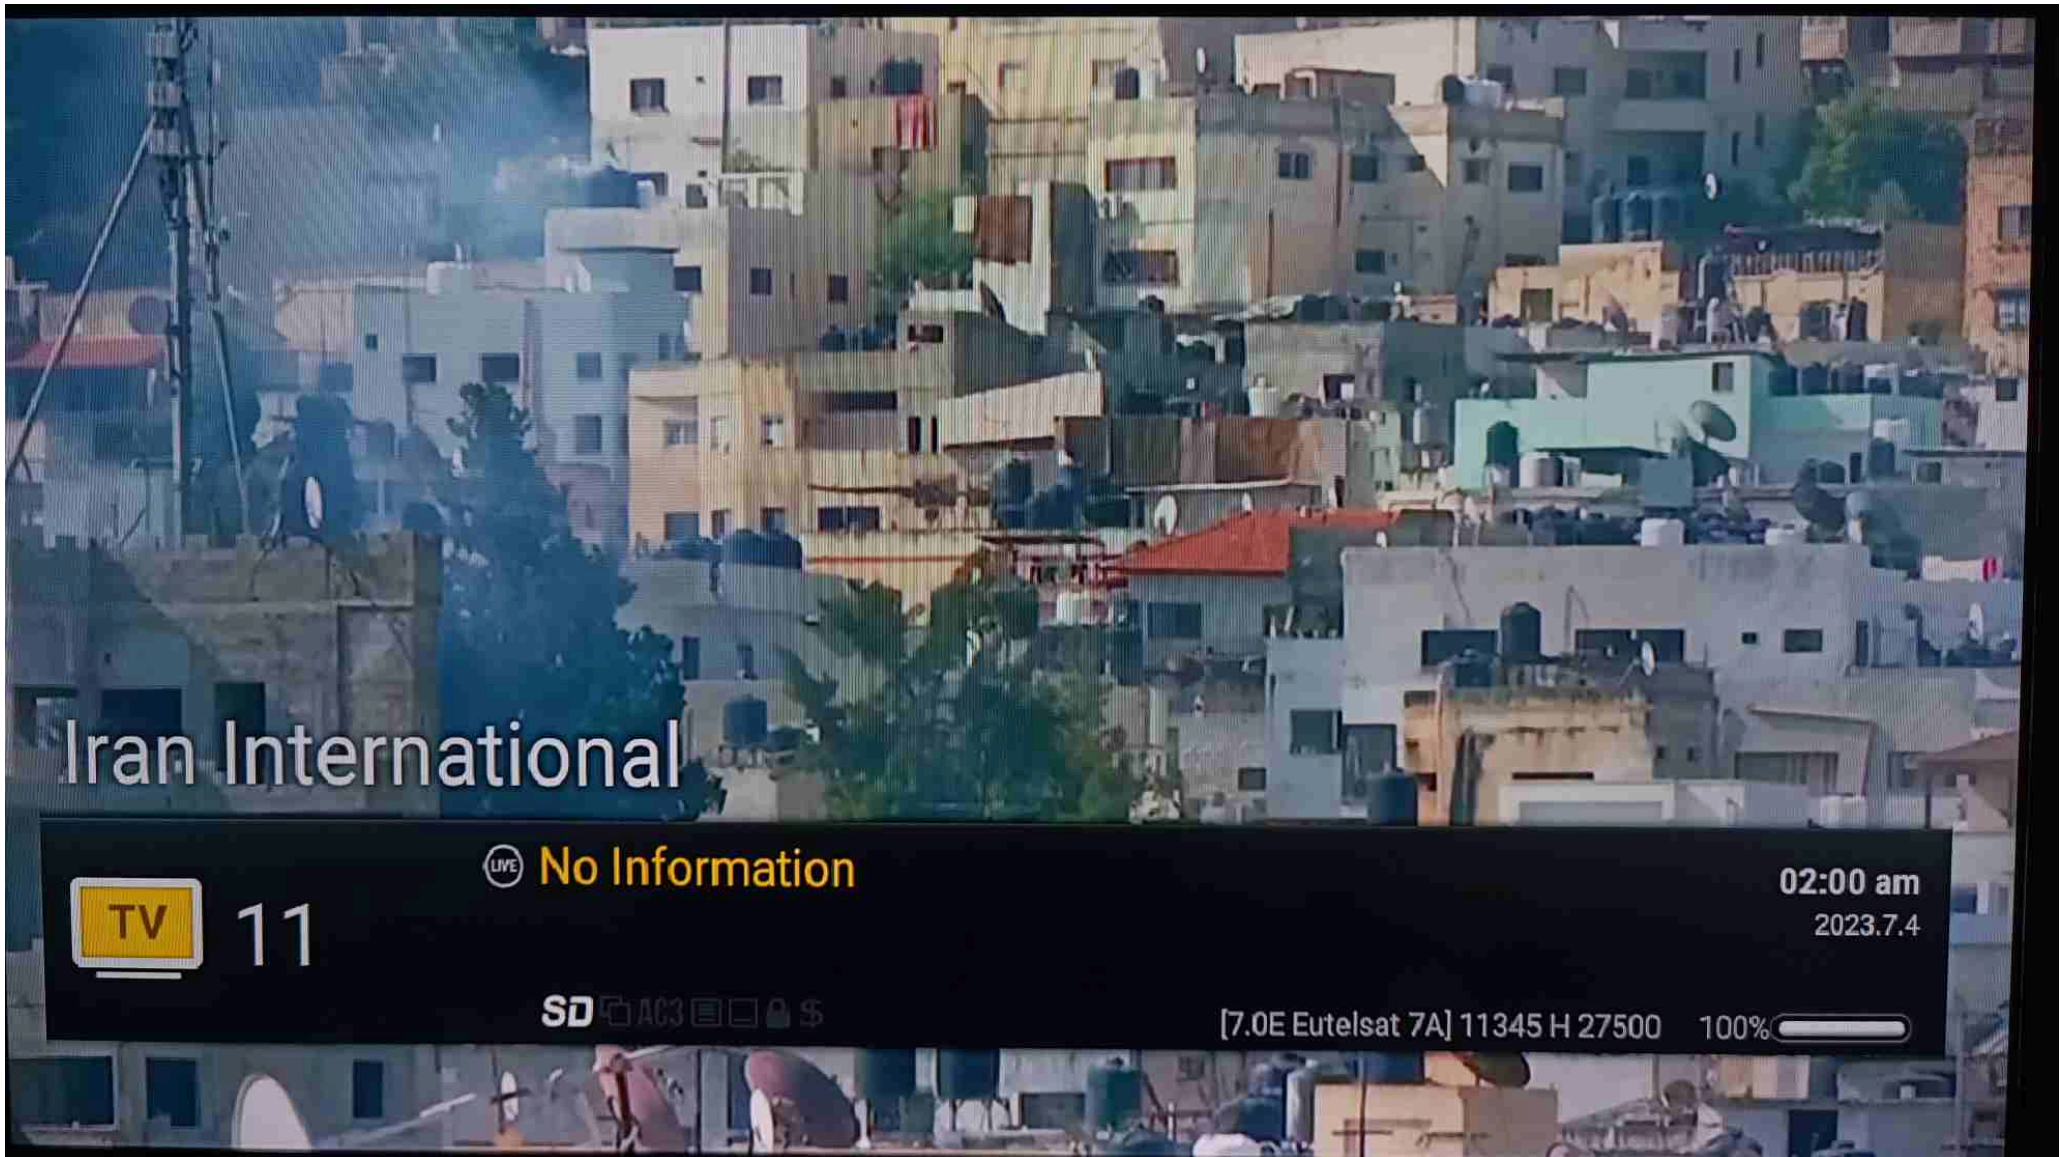 Iran International
LIVE No Information
TV 11
02:00 am
2023.7.4
SD AC3 $
[7.0E Eutelsat 7A] 11345 H 27500 100%